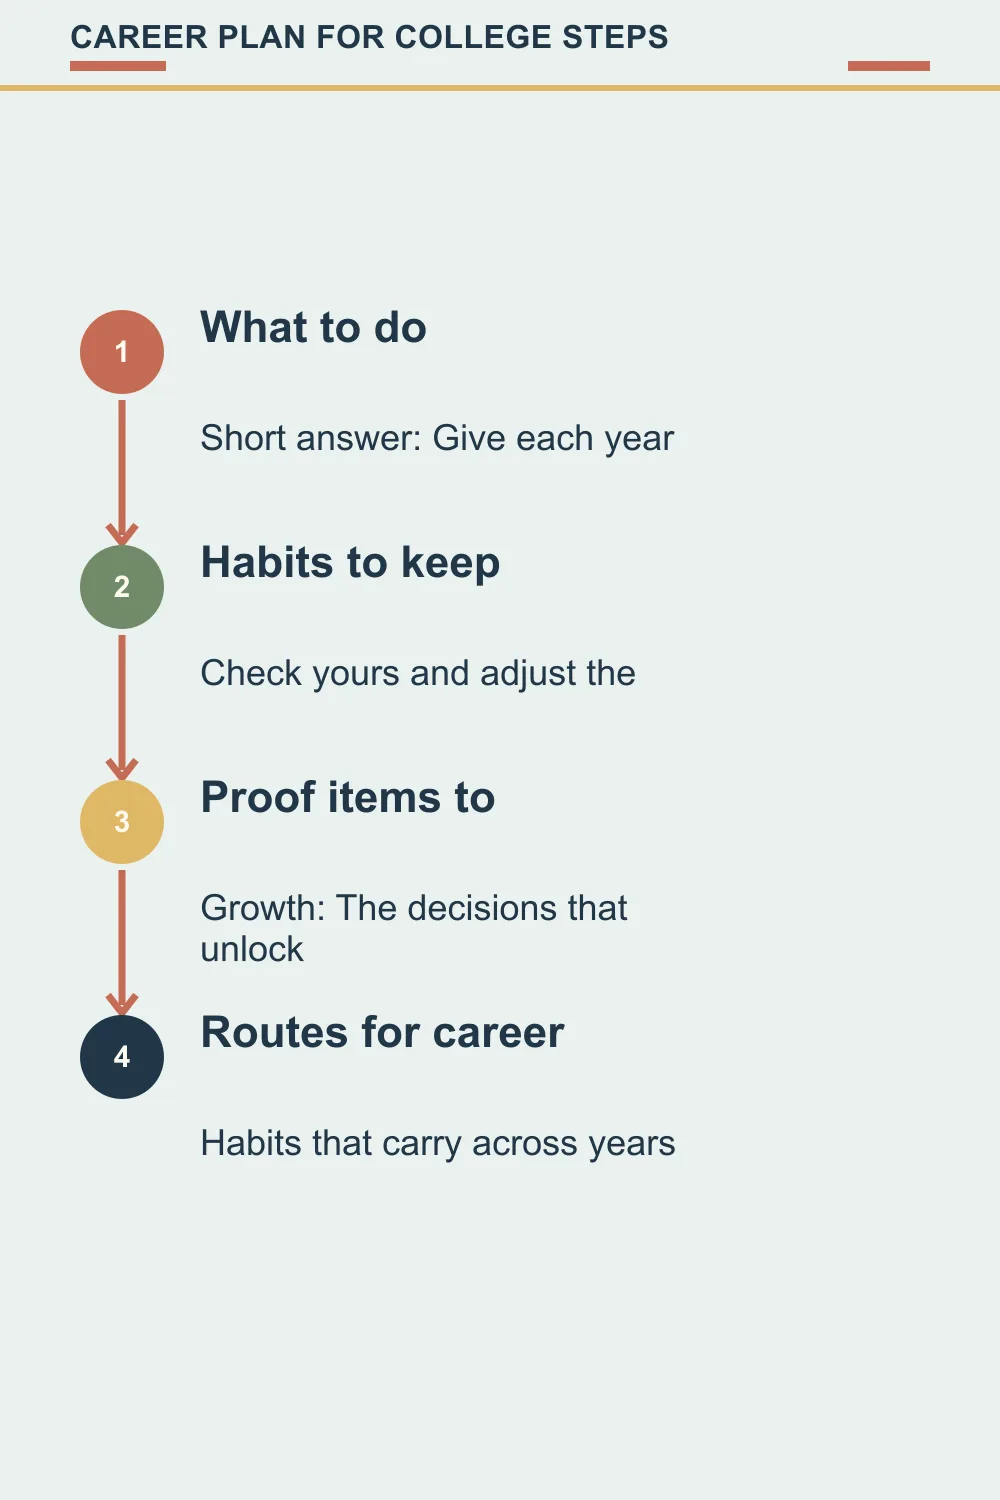 CAREER PLAN FOR COLLEGE STEPS
1
What to do
Short answer: Give each year
2
Habits to keep
Check yours and adjust the
3
Proof items to
Growth: The decisions that
unlock
4
Routes for career
Habits that carry across years